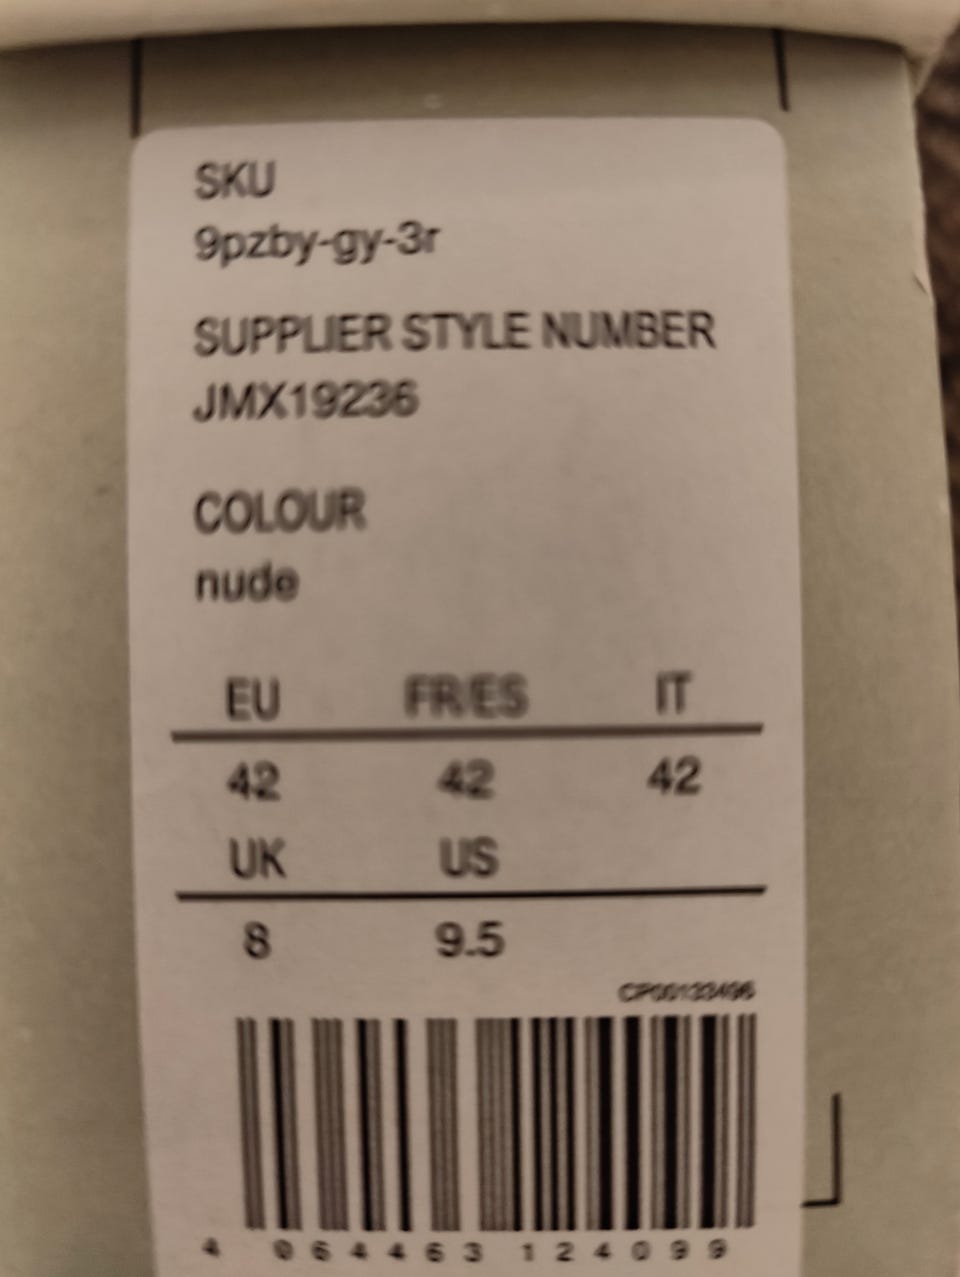 SKU
9pzby-gy-3r
SUPPLIER STYLE NUMBER
JMX19236
COLOUR
nude
EU FR/ES IT
42 42 42
UK US
8 9.5
CP00133496
4 064463 124099